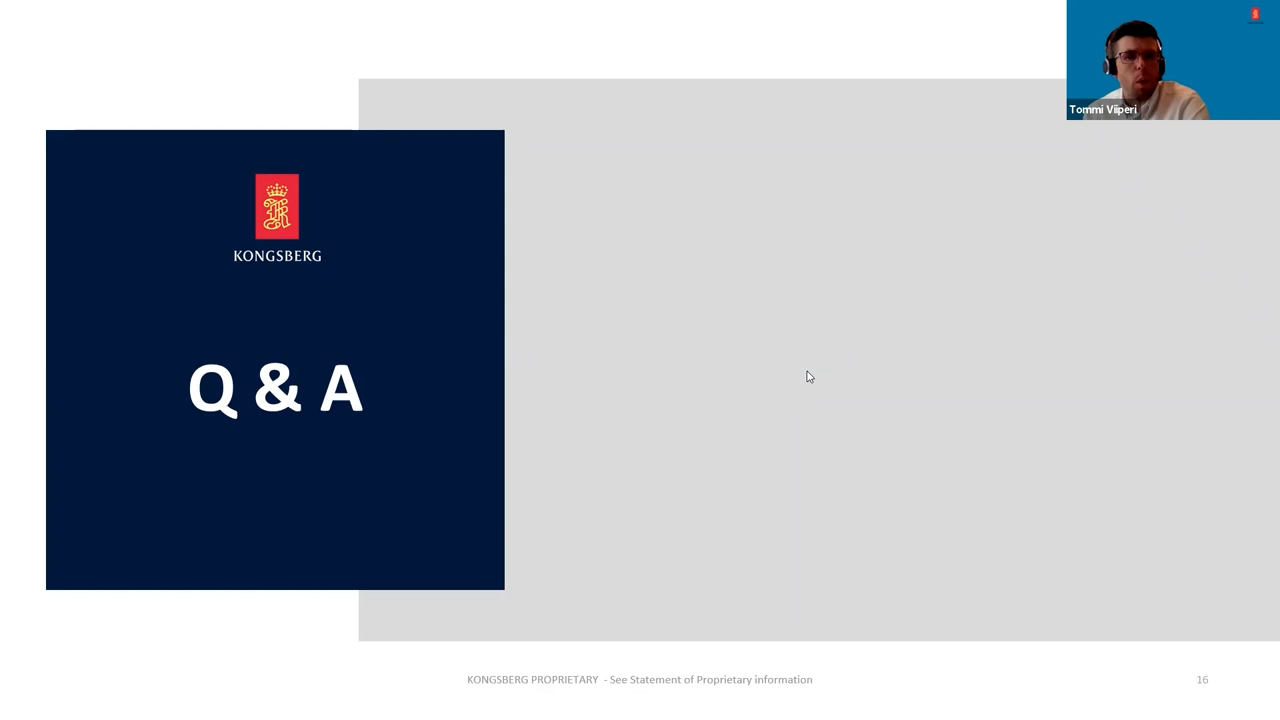 Tommi Viiperi
KONGSBERG
Q & A
KONGSBERG PROPRIETARY - See Statement of Proprietary information
16